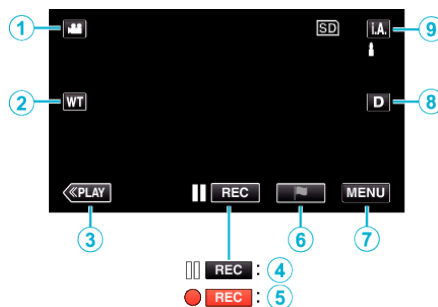 1 SD i.A. 9
2 WT D 8
≪PLAY REC MENU
3 6 7
REC : 4
REC : 5